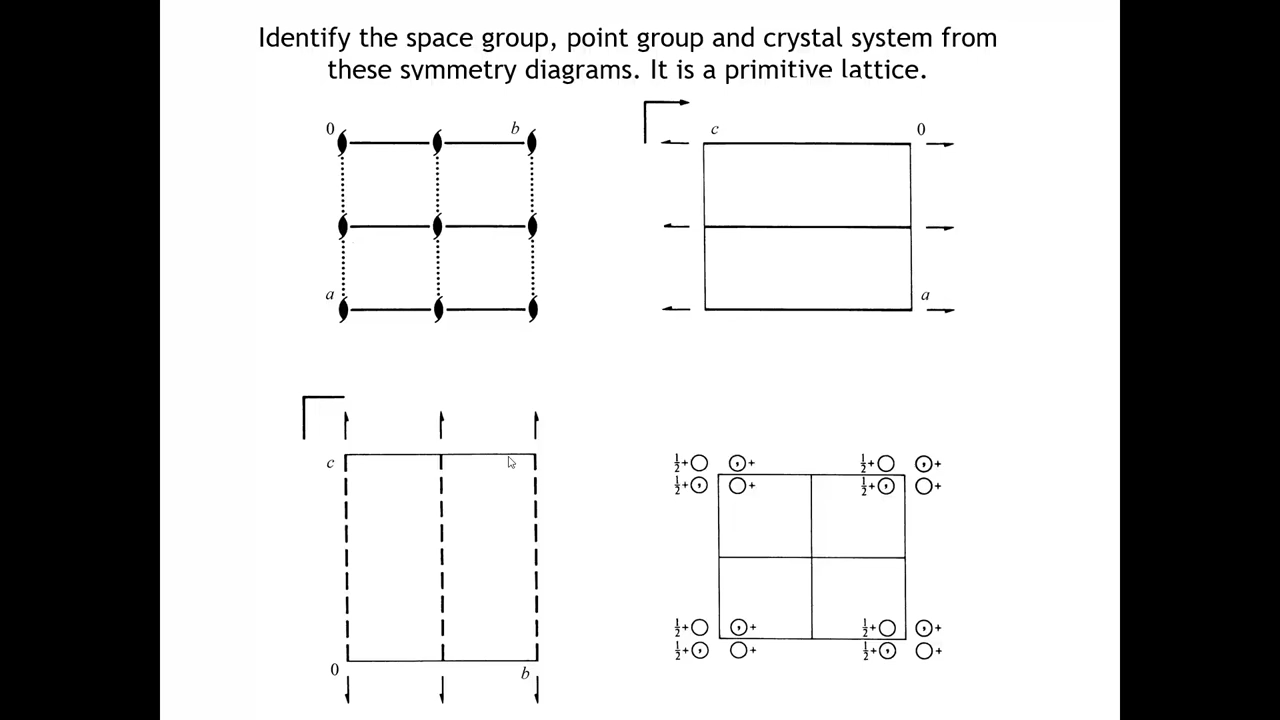 Identify the space group, point group and crystal system from
these symmetry diagrams. It is a primitive lattice.
0 b
a
c 0
a
c
0 b
½+ + ½+ +
½+ , + ½+ , +
½+ + ½+ +
½+ , + ½+ , +